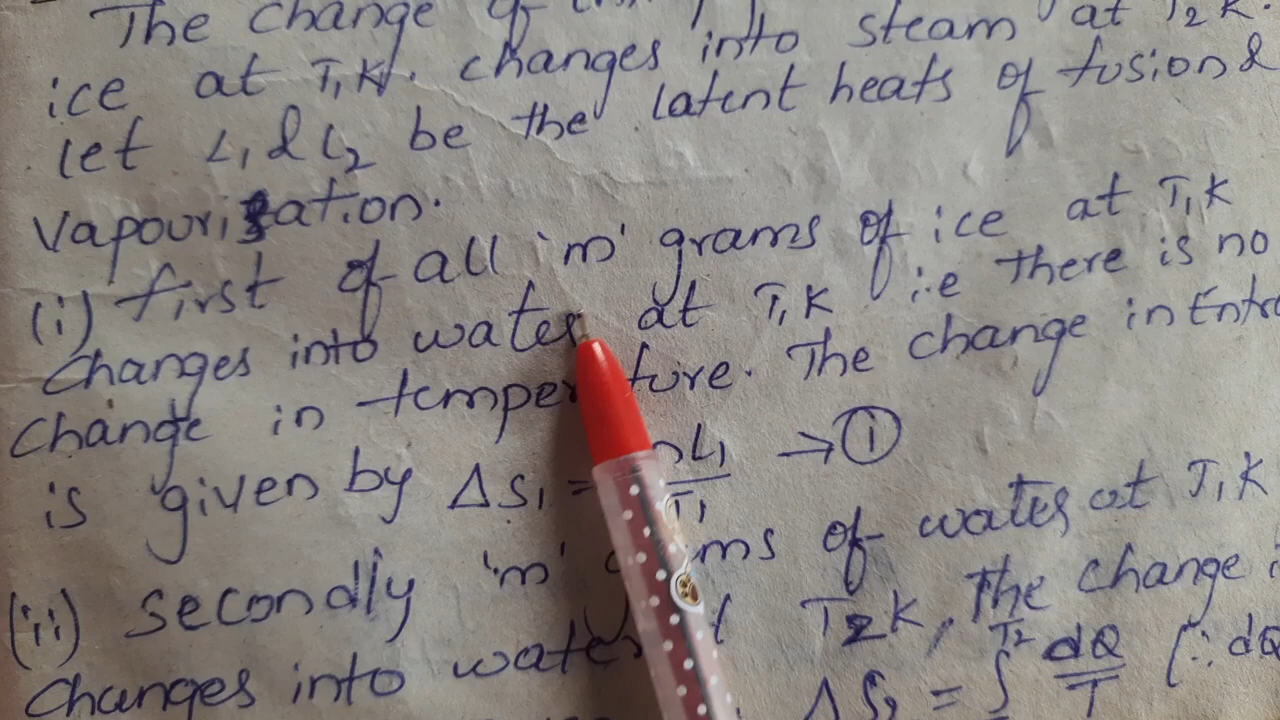 The change of
ice at T₁K. changes into steam at T₂K.
let L₁ & L₂ be the latent heats of fusion &
Vapourisation.
(i) first of all 'm' grams of ice at T₁K
Changes into water at T₁K i.e there is no
Change in temperature. The change in Entro
is given by ΔS₁ = mL₁/T₁ → ①
(ii) secondly 'm' grams of water at T₁K
Changes into water at T₂K, The change i
ΔS₂ = ∫T₂ dQ/T (∵ dQ